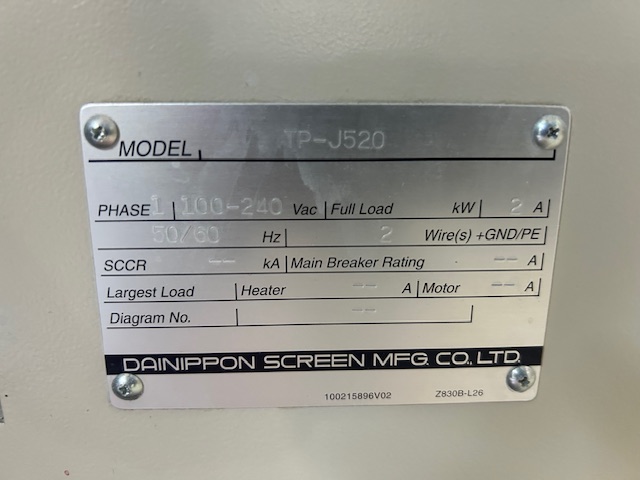 MODEL TP-J520
PHASE 1 100-240 Vac Full Load kW 2 A
50/60 Hz 2 Wire(s) +GND/PE
SCCR -- kA Main Breaker Rating -- A
Largest Load Heater -- A Motor -- A
Diagram No. --
DAINIPPON SCREEN MFG. CO., LTD.
100215896V02 Z830B-L26